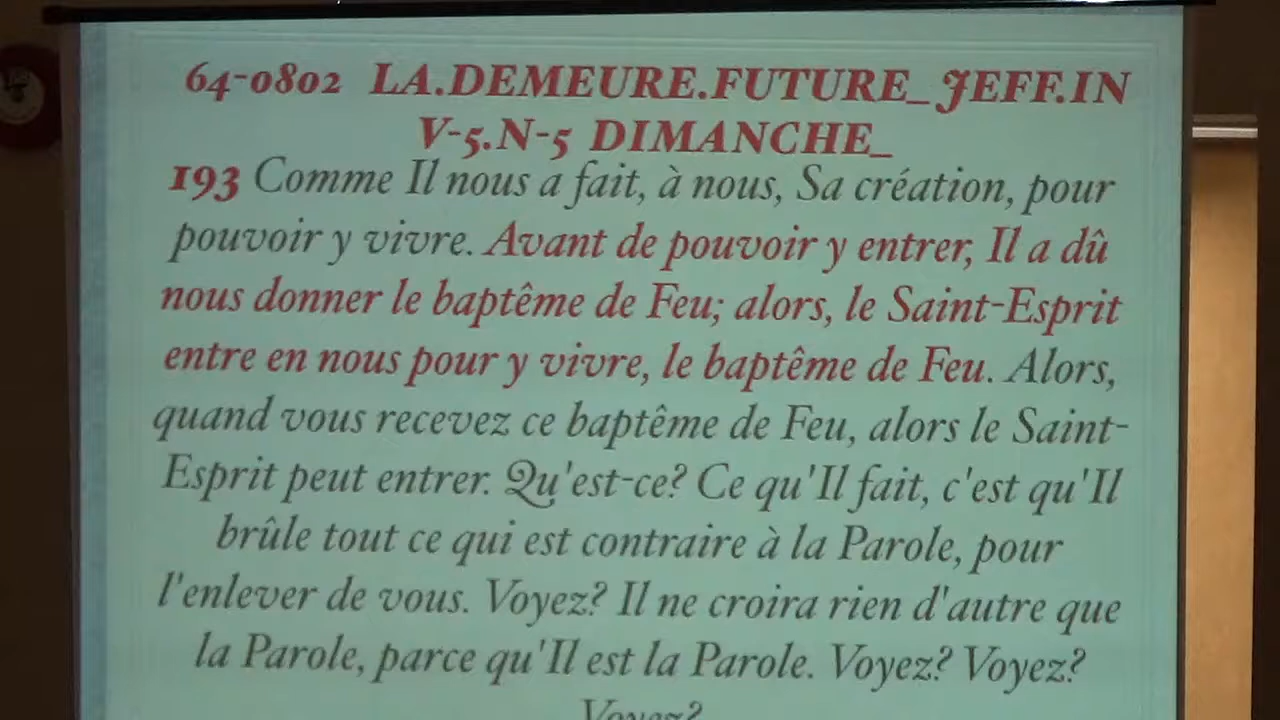 64-0802 LA.DEMEURE.FUTURE_JEFF.IN
V-5.N-5 DIMANCHE_
193 Comme Il nous a fait, à nous, Sa création, pour
pouvoir y vivre. Avant de pouvoir y entrer, Il a dû
nous donner le baptême de Feu; alors, le Saint-Esprit
entre en nous pour y vivre, le baptême de Feu. Alors,
quand vous recevez ce baptême de Feu, alors le Saint-
Esprit peut entrer. Qu'est-ce? Ce qu'Il fait, c'est qu'Il
brûle tout ce qui est contraire à la Parole, pour
l'enlever de vous. Voyez? Il ne croira rien d'autre que
la Parole, parce qu'Il est la Parole. Voyez? Voyez?
Voyez?